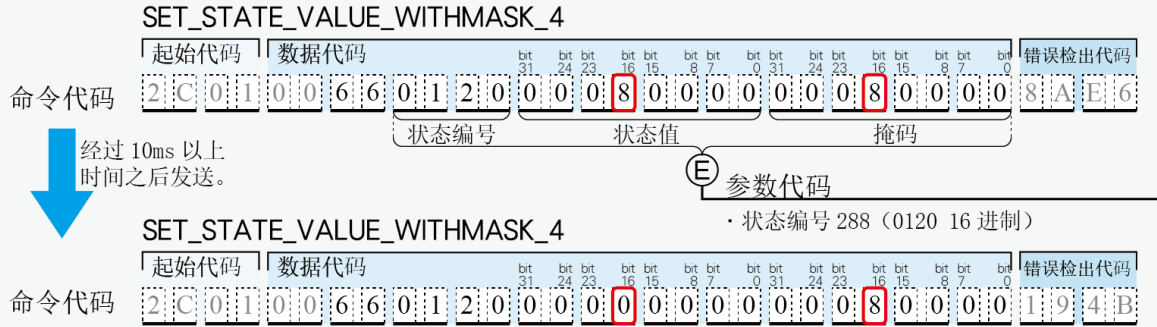 SET_STATE_VALUE_WITHMASK_4
起始代码 数据代码 bit 31 bit 24 bit 23 bit 16 bit 15 bit 8 bit 7 bit 0 bit 31 bit 24 bit 23 bit 16 bit 15 bit 8 bit 7 bit 0 错误检出代码
命令代码 2 C 0 1 0 0 6 6 0 1 2 0 0 0 0 8 0 0 0 0 0 0 0 8 0 0 0 0 8 A E 6
状态编号 状态值 掩码
经过 10ms 以上
时间之后发送。
E 参数代码
・状态编号 288（0120 16 进制）
SET_STATE_VALUE_WITHMASK_4
起始代码 数据代码 bit 31 bit 24 bit 23 bit 16 bit 15 bit 8 bit 7 bit 0 bit 31 bit 24 bit 23 bit 16 bit 15 bit 8 bit 7 bit 0 错误检出代码
命令代码 2 C 0 1 0 0 6 6 0 1 2 0 0 0 0 0 0 0 0 0 0 0 0 8 0 0 0 0 1 9 4 B